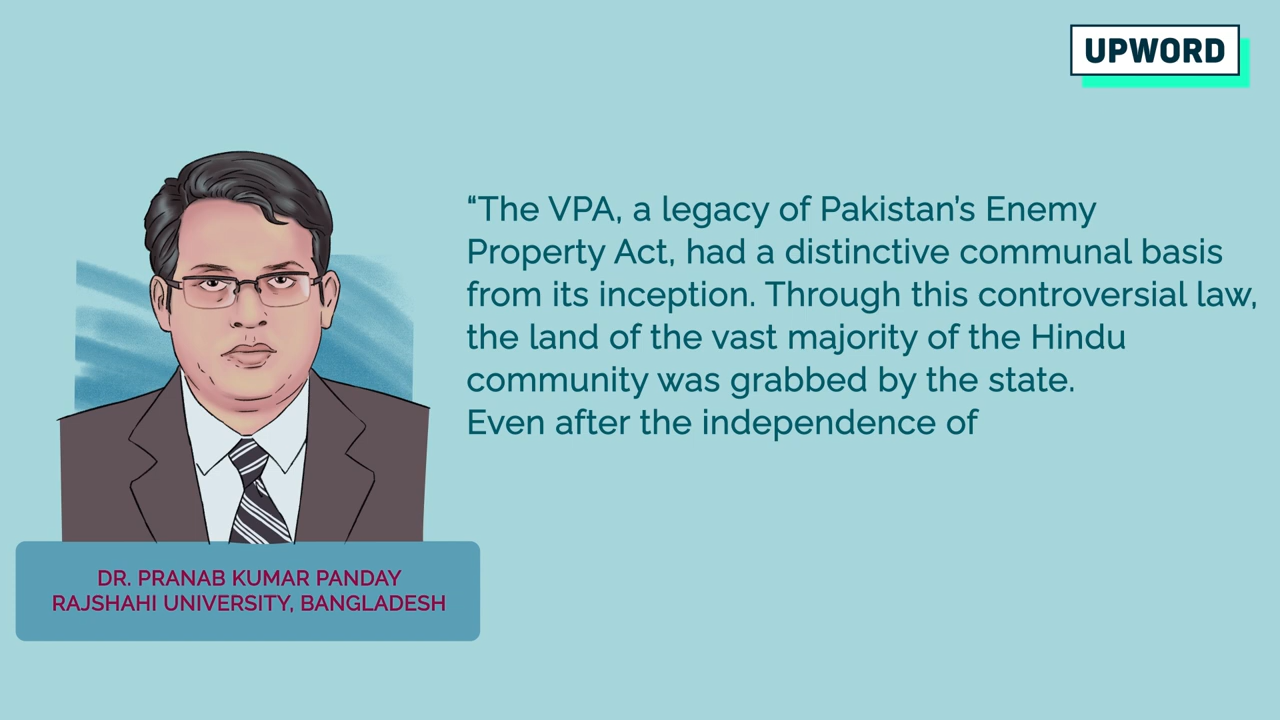 UPWORD
“The VPA, a legacy of Pakistan’s Enemy
Property Act, had a distinctive communal basis
from its inception. Through this controversial law,
the land of the vast majority of the Hindu
community was grabbed by the state.
Even after the independence of
DR. PRANAB KUMAR PANDAY
RAJSHAHI UNIVERSITY, BANGLADESH